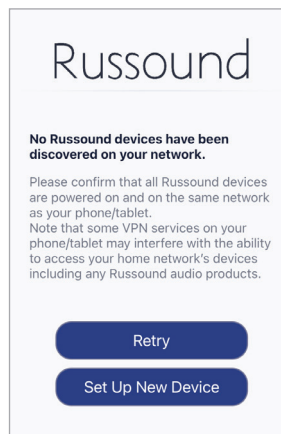 Russound
No Russound devices have been
discovered on your network.
Please confirm that all Russound devices
are powered on and on the same network
as your phone/tablet.
Note that some VPN services on your
phone/tablet may interfere with the ability
to access your home network's devices
including any Russound audio products.
Retry
Set Up New Device